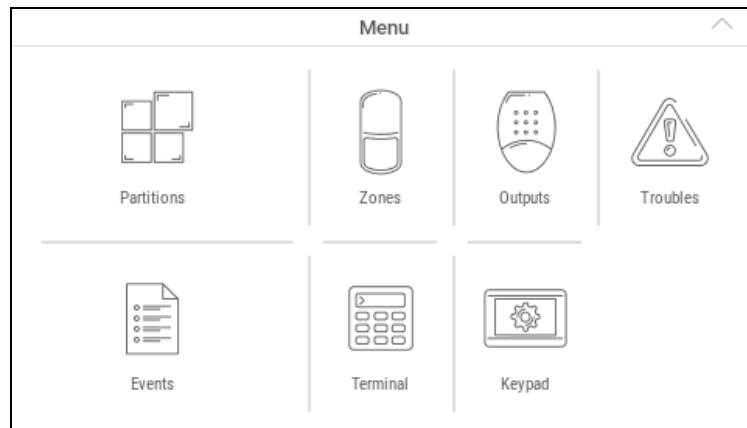 Menu
Partitions
Zones
Outputs
Troubles
Events
Terminal
Keypad